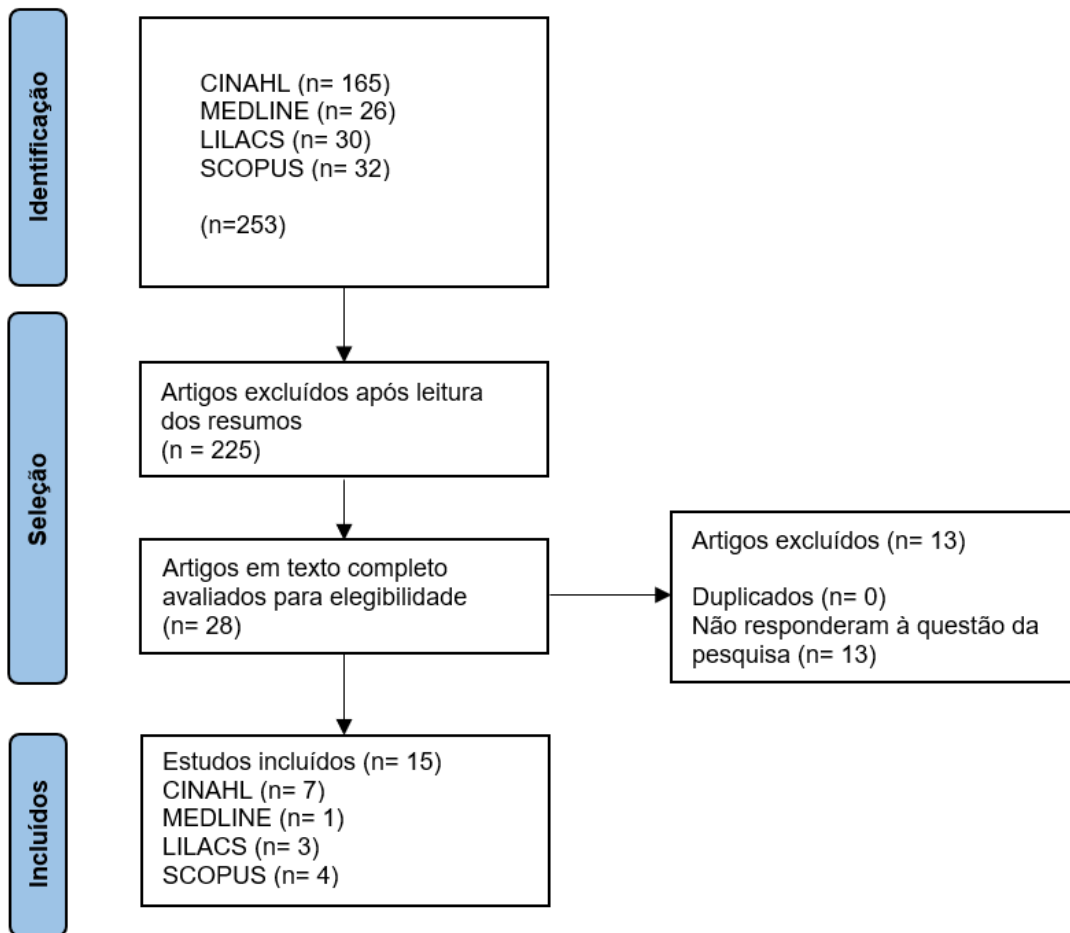 Identificação
CINAHL (n= 165)
MEDLINE (n= 26)
LILACS (n= 30)
SCOPUS (n= 32)
(n=253)
Seleção
Artigos excluídos após leitura
dos resumos
(n = 225)
Artigos em texto completo
avaliados para elegibilidade
(n= 28)
Artigos excluídos (n= 13)
Duplicados (n= 0)
Não responderam à questão da
pesquisa (n= 13)
Incluídos
Estudos incluídos (n= 15)
CINAHL (n= 7)
MEDLINE (n= 1)
LILACS (n= 3)
SCOPUS (n= 4)